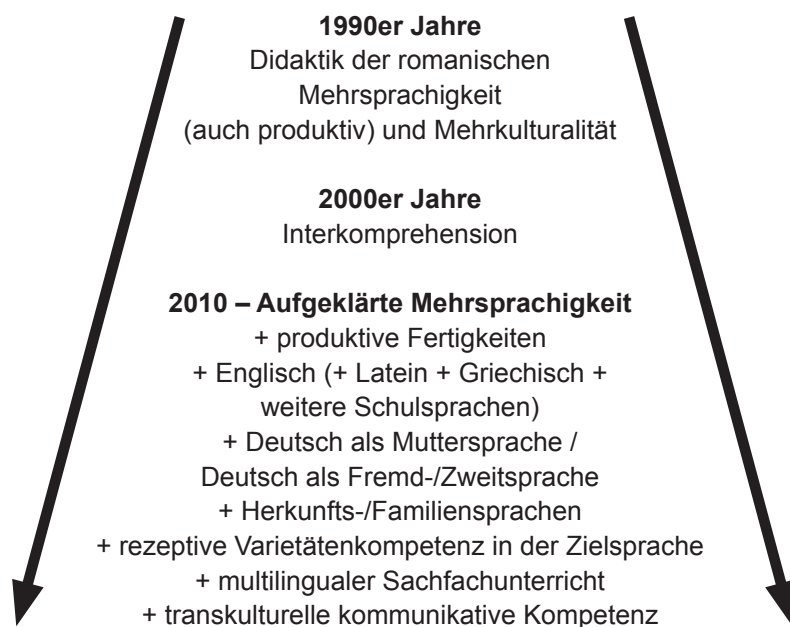 1990er Jahre
Didaktik der romanischen
Mehrsprachigkeit
(auch produktiv) und Mehrkulturalität
2000er Jahre
Interkomprehension
2010 – Aufgeklärte Mehrsprachigkeit
+ produktive Fertigkeiten
+ Englisch (+ Latein + Griechisch +
weitere Schulsprachen)
+ Deutsch als Muttersprache /
Deutsch als Fremd-/Zweitsprache
+ Herkunfts-/Familiensprachen
+ rezeptive Varietätenkompetenz in der Zielsprache
+ multilingualer Sachfachunterricht
+ transkulturelle kommunikative Kompetenz